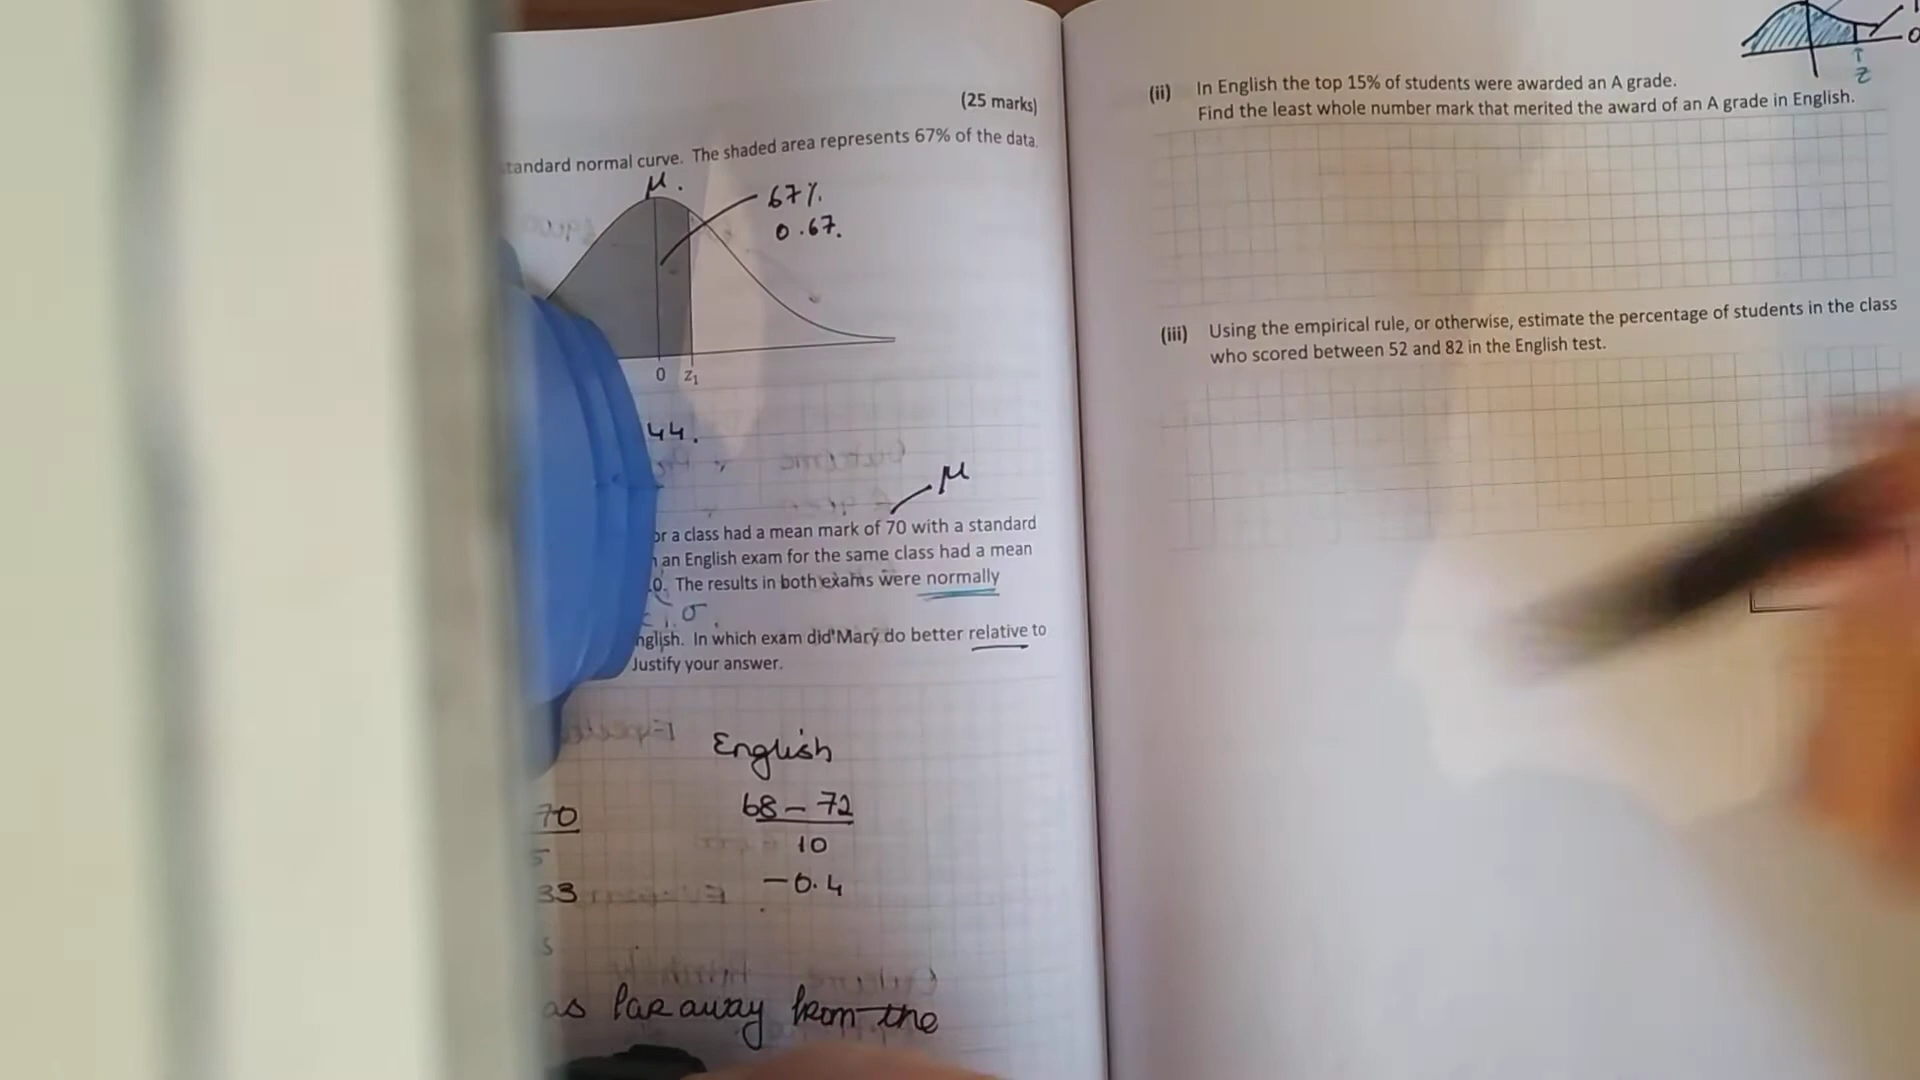 (25 marks)
standard normal curve. The shaded area represents 67% of the data.
μ.
67%.
0.67.
0 z₁
44.
μ
or a class had a mean mark of 70 with a standard
an English exam for the same class had a mean
0. The results in both exams were normally
σ
English. In which exam did Mary do better relative to
Justify your answer.
English
70
68 - 72
5
10
33
-0.4
s
as far away from the
z
(ii) In English the top 15% of students were awarded an A grade.
Find the least whole number mark that merited the award of an A grade in English.
(iii) Using the empirical rule, or otherwise, estimate the percentage of students in the class
who scored between 52 and 82 in the English test.